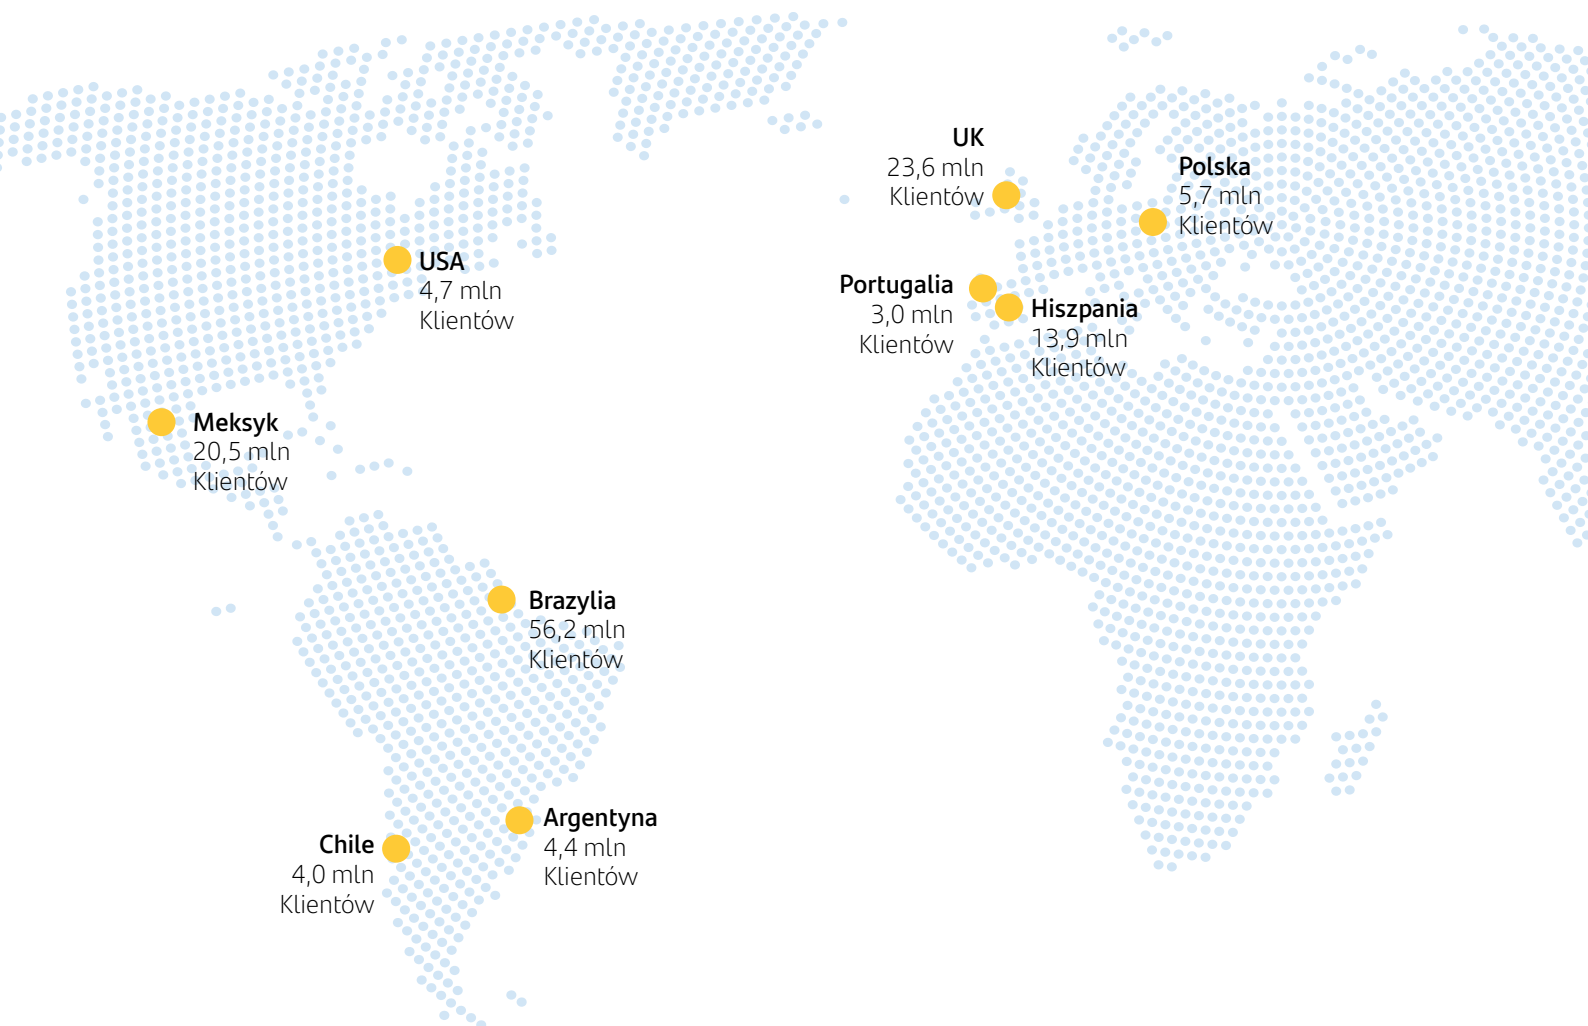 UK
23,6 mln
Klientów
Polska
5,7 mln
Klientów
USA
4,7 mln
Klientów
Portugalia
3,0 mln
Klientów
Hiszpania
13,9 mln
Klientów
Meksyk
20,5 mln
Klientów
Brazylia
56,2 mln
Klientów
Argentyna
4,4 mln
Klientów
Chile
4,0 mln
Klientów